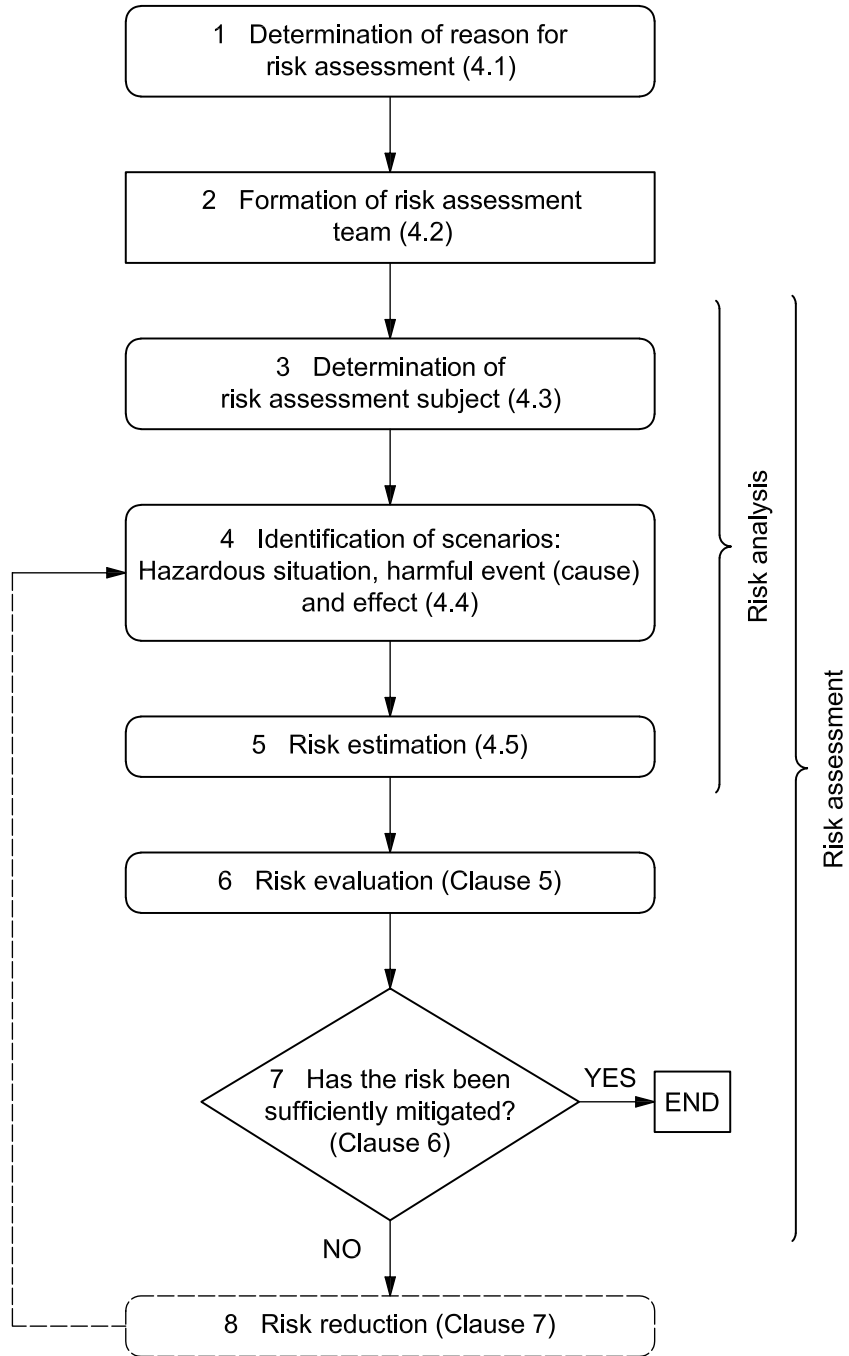 1 Determination of reason for
risk assessment (4.1)
2 Formation of risk assessment
team (4.2)
3 Determination of
risk assessment subject (4.3)
4 Identification of scenarios:
Hazardous situation, harmful event (cause)
and effect (4.4)
5 Risk estimation (4.5)
Risk analysis
6 Risk evaluation (Clause 5)
Risk assessment
7 Has the risk been
sufficiently mitigated?
(Clause 6)
YES
END
NO
8 Risk reduction (Clause 7)